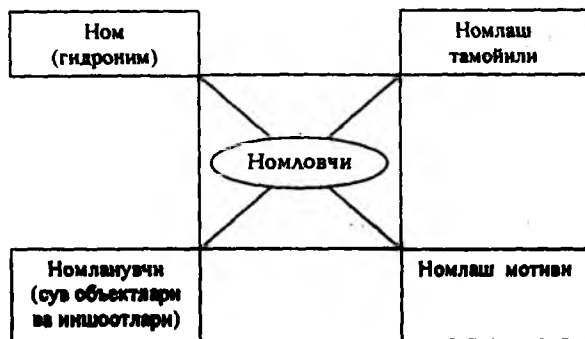 Ном
(гидроним)
Номлаш
тамойили
Номловчи
Номланувчи
(сув объектлари
ва иншоотлари)
Номлаш мотиви